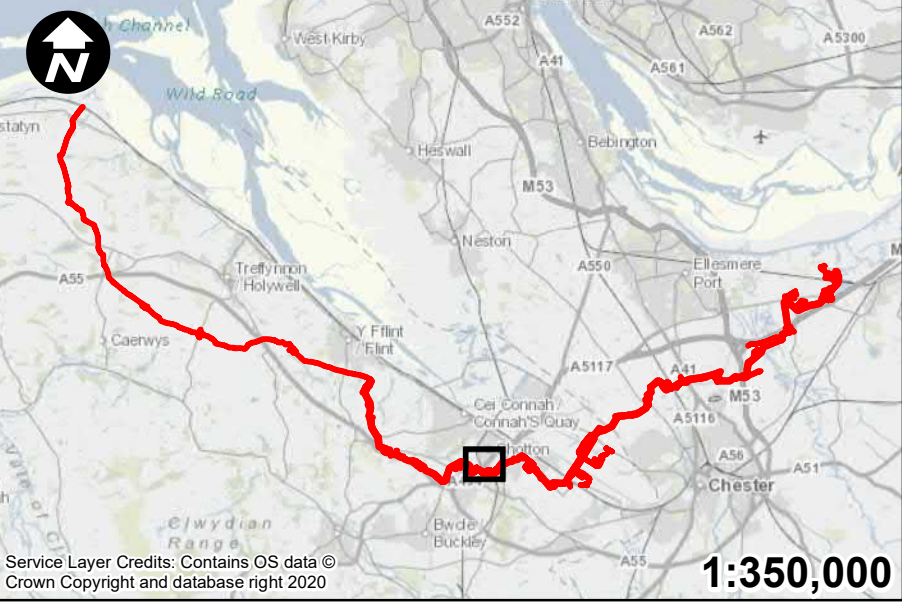 N
h Channel
A552
A562
A5300
West Kirby
A41
A561
Wild Road
statyn
Bebington
Heswall
M53
Neston
A550
Ellesmere
Port
Treffynnon
Holywell
A55
Y Fflint
Flint
Caerwys
A5117
A41
M53
Cei Connah /
Connah'S Quay
A5116
Shotton
A56
A51
Chester
Clwydian
Range
Bwcle
Buckley
A55
Service Layer Credits: Contains OS data ©
Crown Copyright and database right 2020
1:350,000